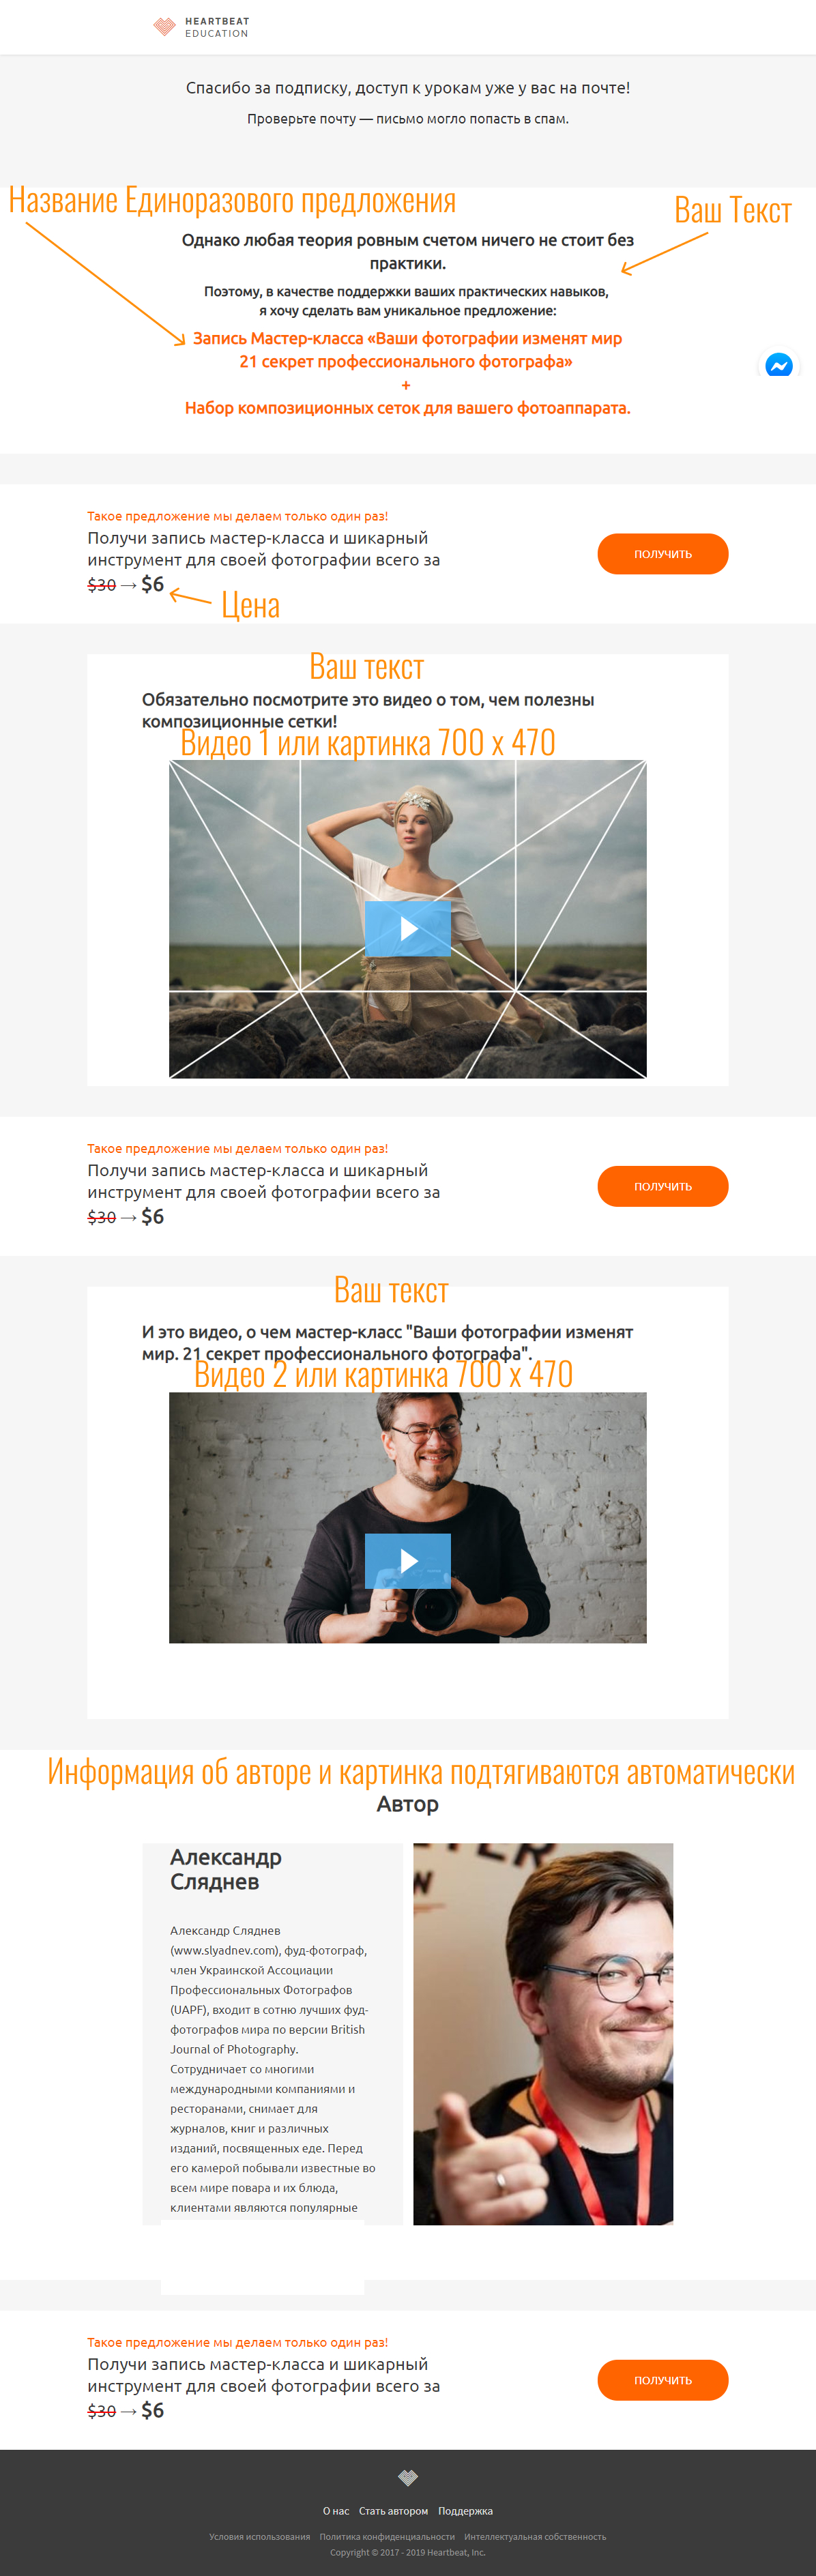 HEARTBEAT
EDUCATION
Спасибо за подписку, доступ к урокам уже у вас на почте!
Проверьте почту — письмо могло попасть в спам.
Название Единоразового предложения
Ваш Текст
Однако любая теория ровным счетом ничего не стоит без
практики.
Поэтому, в качестве поддержки ваших практических навыков,
я хочу сделать вам уникальное предложение:
Запись Мастер-класса «Ваши фотографии изменят мир
21 секрет профессионального фотографа»
+
Набор композиционных сеток для вашего фотоаппарата.
Такое предложение мы делаем только один раз!
Получи запись мастер-класса и шикарный
инструмент для своей фотографии всего за
$30 → $6
ПОЛУЧИТЬ
Цена
Ваш текст
Обязательно посмотрите это видео о том, чем полезны
композиционные сетки!
Видео 1 или картинка 700 x 470
Такое предложение мы делаем только один раз!
Получи запись мастер-класса и шикарный
инструмент для своей фотографии всего за
$30 → $6
ПОЛУЧИТЬ
Ваш текст
И это видео, о чем мастер-класс "Ваши фотографии изменят
мир. 21 секрет профессионального фотографа".
Видео 2 или картинка 700 x 470
Информация об авторе и картинка подтягиваются автоматически
Автор
Александр
Сляднев
Александр Сляднев
(www.slyadnev.com), фуд-фотограф,
член Украинской Ассоциации
Профессиональных Фотографов
(UAPF), входит в сотню лучших фуд-
фотографов мира по версии British
Journal of Photography.
Сотрудничает со многими
международными компаниями и
ресторанами, снимает для
журналов, книг и различных
изданий, посвященных еде. Перед
его камерой побывали известные во
всем мире повара и их блюда,
клиентами являются популярные
Такое предложение мы делаем только один раз!
Получи запись мастер-класса и шикарный
инструмент для своей фотографии всего за
$30 → $6
ПОЛУЧИТЬ
О нас Стать автором Поддержка
Условия использования Политика конфиденциальности Интеллектуальная собственность
Copyright © 2017 - 2019 Heartbeat, Inc.